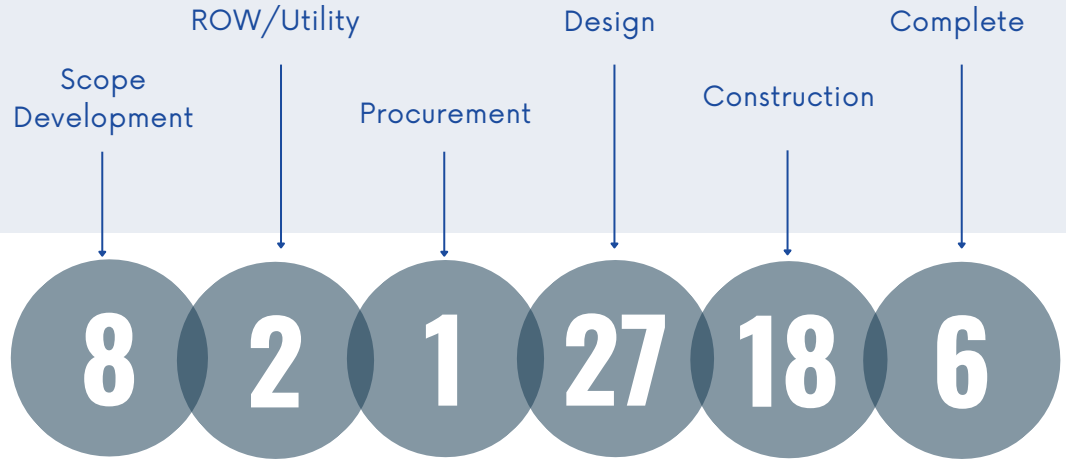 ROW/Utility
Design
Complete
Scope
Development
Construction
Procurement
8
2
1
27
18
6